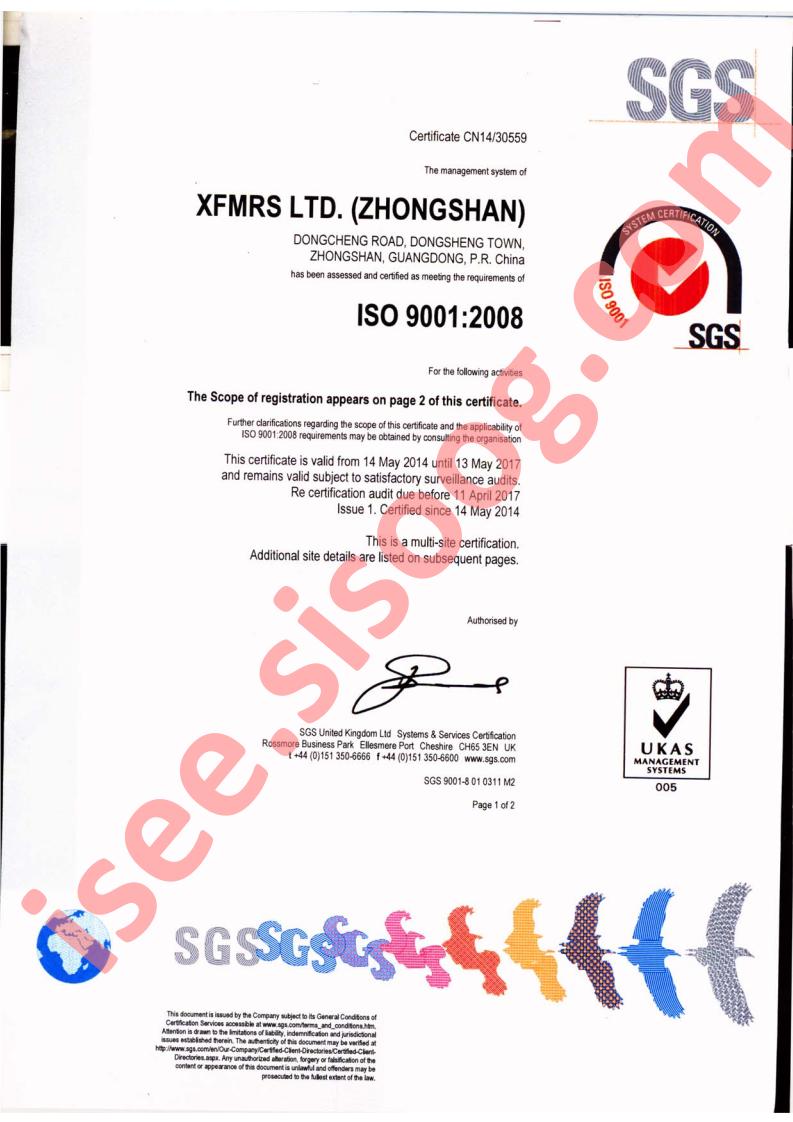 SGS
Certificate CN14/30559
The management system of
XFMRS LTD. (ZHONGSHAN)
DONGCHENG ROAD, DONGSHENG TOWN,
ZHONGSHAN, GUANGDONG, P.R. China
has been assessed and certified as meeting the requirements of
SYSTEM CERTIFICATION
ISO 9001
SGS
ISO 9001:2008
For the following activities
The Scope of registration appears on page 2 of this certificate.
Further clarifications regarding the scope of this certificate and the applicability of
ISO 9001:2008 requirements may be obtained by consulting the organisation
This certificate is valid from 14 May 2014 until 13 May 2017
and remains valid subject to satisfactory surveillance audits.
Re certification audit due before 11 April 2017
Issue 1. Certified since 14 May 2014
This is a multi-site certification.
Additional site details are listed on subsequent pages.
Authorised by
SGS United Kingdom Ltd Systems & Services Certification
Rossmore Business Park Ellesmere Port Cheshire CH65 3EN UK
t +44 (0)151 350-6666 f +44 (0)151 350-6600 www.sgs.com
SGS 9001-8 01 0311 M2
Page 1 of 2
UKAS
MANAGEMENT
SYSTEMS
005
isee.sisoog.com
SGS SGS
This document is issued by the Company subject to its General Conditions of
Certification Services accessible at www.sgs.com/terms_and_conditions.htm.
Attention is drawn to the limitations of liability, indemnification and jurisdictional
issues established therein. The authenticity of this document may be verified at
http://www.sgs.com/en/Our-Company/Certified-Client-Directories/Certified-Client-
Directories.aspx. Any unauthorized alteration, forgery or falsification of the
content or appearance of this document is unlawful and offenders may be
prosecuted to the fullest extent of the law.